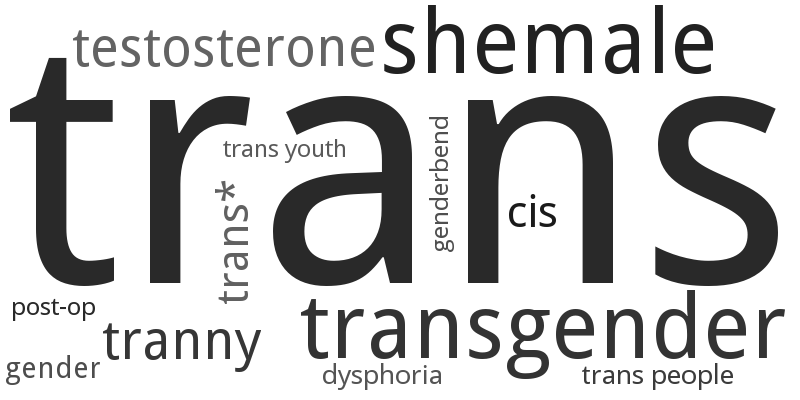 testosterone
shemale
trans
trans youth
genderbend
trans*
cis
post-op
tranny
transgender
gender
dysphoria
trans people